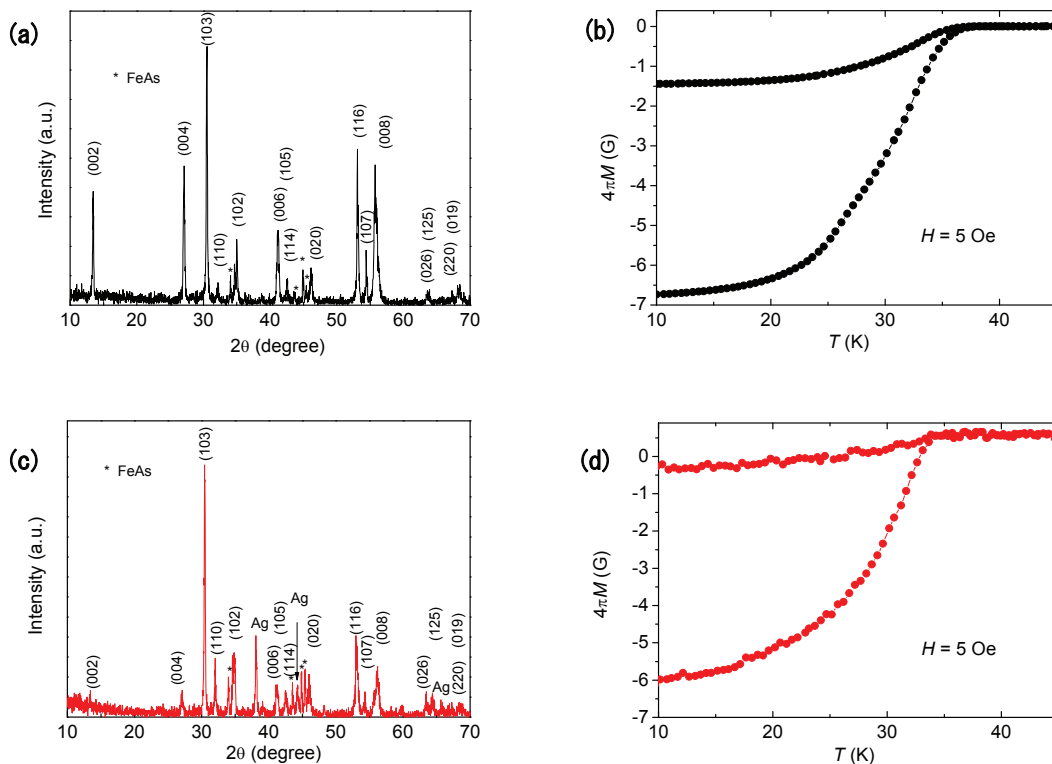 (a)
* FeAs
(002)
(004)
(103)
(110)
(102)
(006)
(105)
(114)
*
*
*
*
(020)
(116)
(107)
(008)
(026)
(125)
(220)
(019)
Intensity (a.u.)
10 20 30 40 50 60 70
2θ (degree)
(b)
0
-1
-2
-3
-4
-5
-6
-7
4πM (G)
H = 5 Oe
10 20 30 40
T (K)
(c)
* FeAs
(002)
(004)
(103)
(110)
(102)
*
Ag
(006)
(105)
(114)
*
Ag
*
*
(020)
(116)
(107)
(008)
(026)
(125)
Ag
(220)
(019)
Intensity (a.u.)
10 20 30 40 50 60 70
2θ (degree)
(d)
0
-1
-2
-3
-4
-5
-6
-7
4πM (G)
H = 5 Oe
10 20 30 40
T (K)